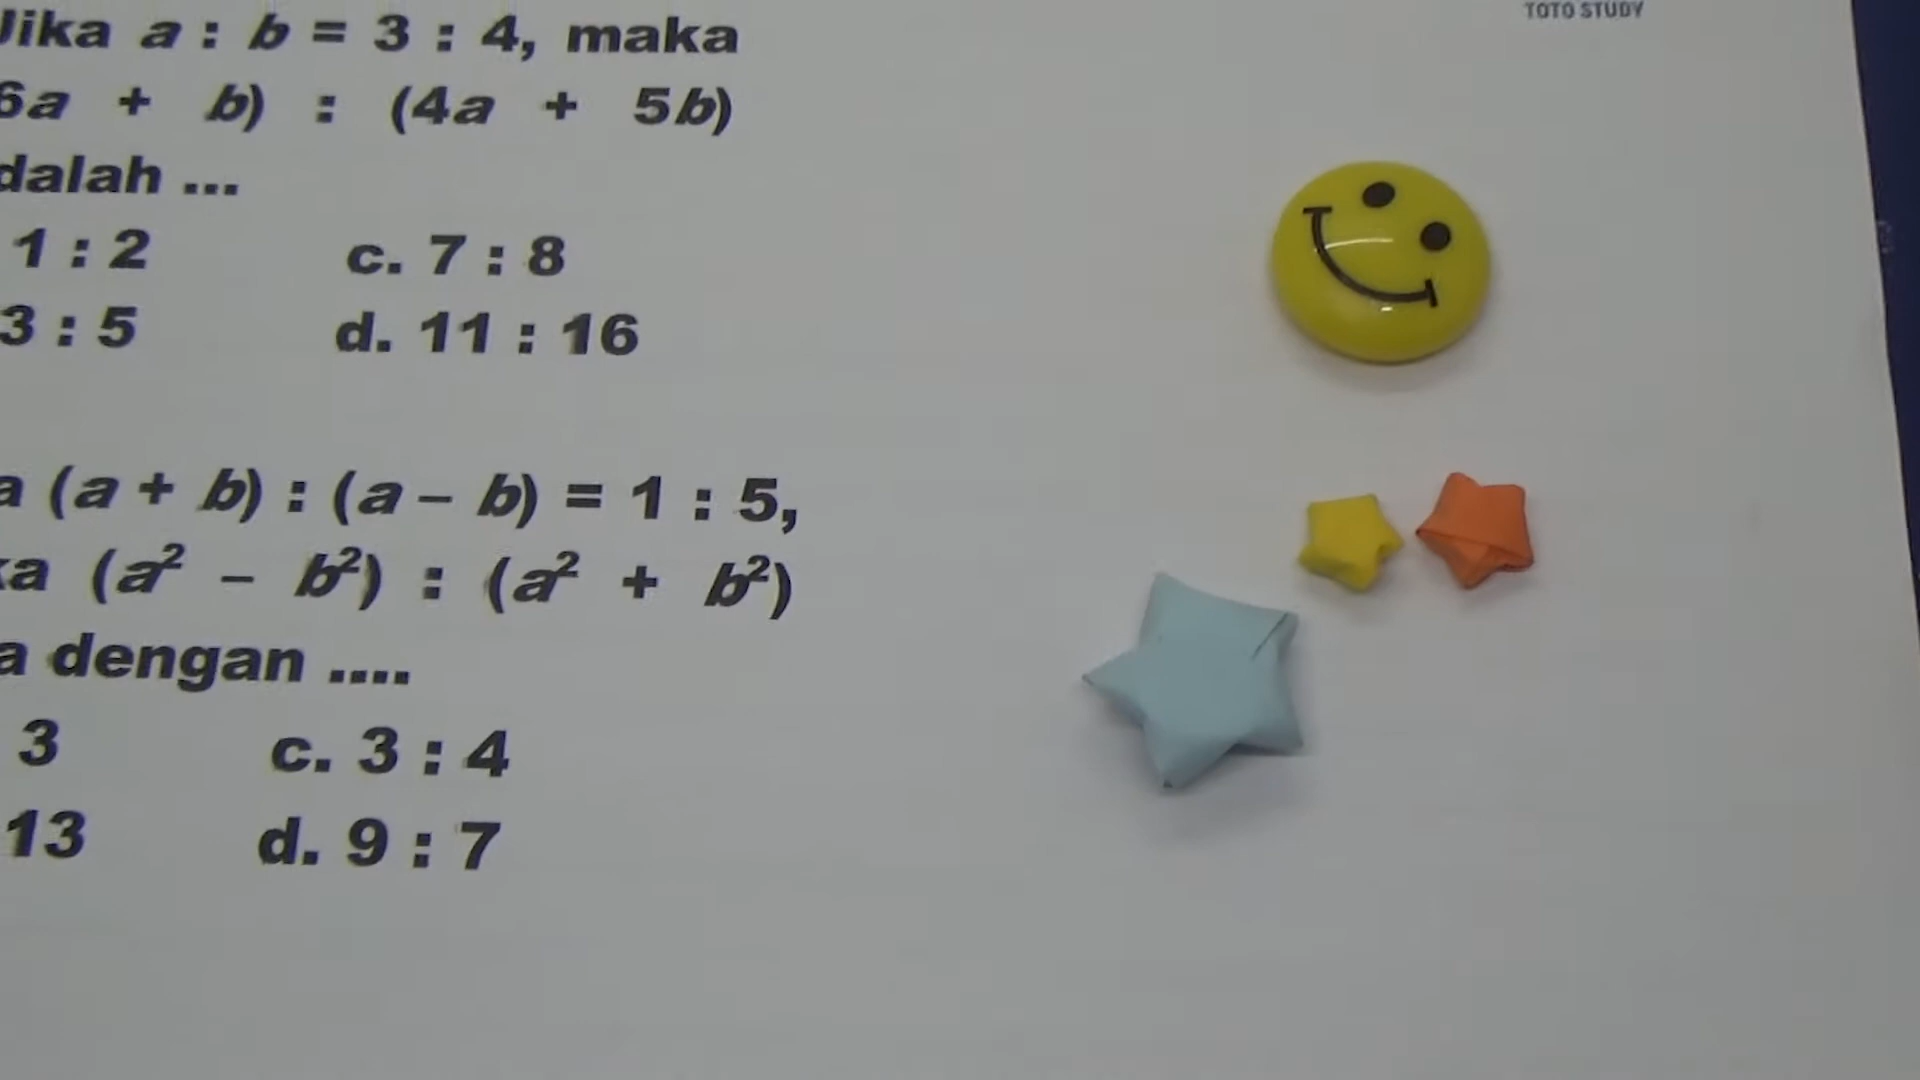 TOTO STUDY
Jika a : b = 3 : 4, maka
6a + b) : (4a + 5b)
dalah ...
1 : 2 c. 7 : 8
3 : 5 d. 11 : 16
a (a + b) : (a – b) = 1 : 5,
ka (a² – b²) : (a² + b²)
a dengan ....
3 c. 3 : 4
13 d. 9 : 7